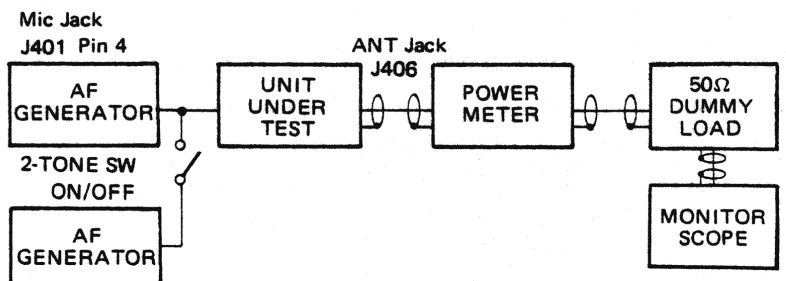 Mic Jack
J401 Pin 4
AF
GENERATOR
2-TONE SW
ON/OFF
AF
GENERATOR
UNIT
UNDER
TEST
ANT Jack
J406
POWER
METER
50Ω
DUMMY
LOAD
MONITOR
SCOPE